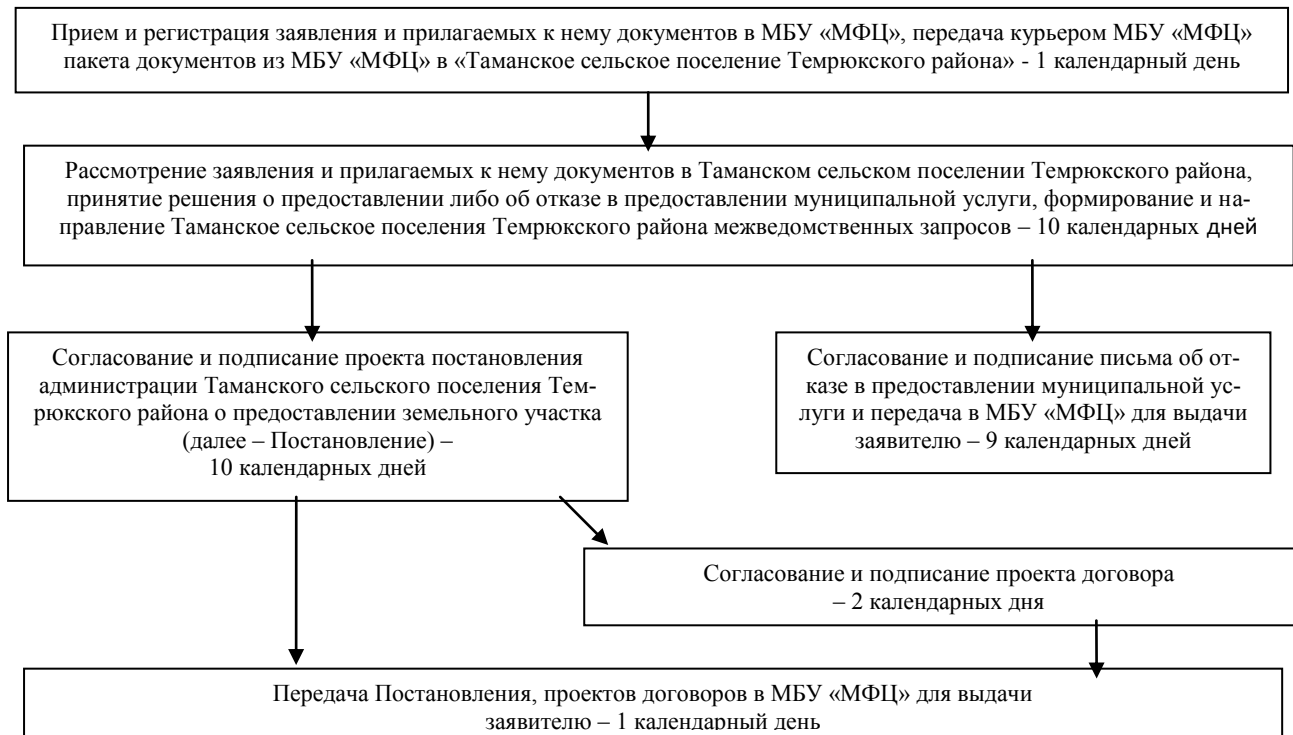 Прием и регистрация заявления и прилагаемых к нему документов в МБУ «МФЦ», передача курьером МБУ «МФЦ»
пакета документов из МБУ «МФЦ» в «Таманское сельское поселение Темрюкского района» - 1 календарный день
Рассмотрение заявления и прилагаемых к нему документов в Таманском сельском поселении Темрюкского района,
принятие решения о предоставлении либо об отказе в предоставлении муниципальной услуги, формирование и на-
правление Таманское сельское поселения Темрюкского района межведомственных запросов – 10 календарных дней
Согласование и подписание проекта постановления
администрации Таманского сельского поселения Тем-
рюкского района о предоставлении земельного участка
(далее – Постановление) –
10 календарных дней
Согласование и подписание письма об от-
казе в предоставлении муниципальной ус-
луги и передача в МБУ «МФЦ» для выдачи
заявителю – 9 календарных дней
Согласование и подписание проекта договора
– 2 календарных дня
Передача Постановления, проектов договоров в МБУ «МФЦ» для выдачи
заявителю – 1 календарный день